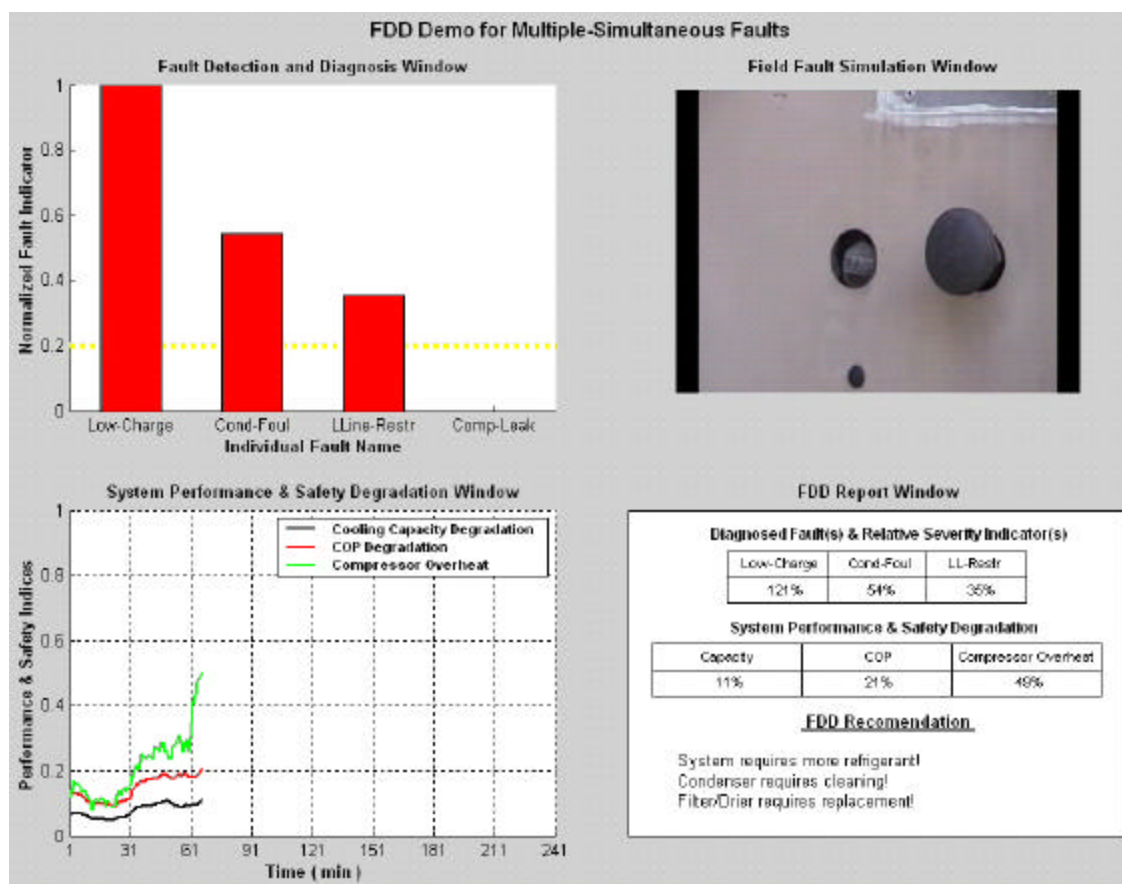 FDD Demo for Multiple-Simultaneous Faults
Fault Detection and Diagnosis Window
Normalized Fault Indicator
1
0.8
0.6
0.4
0.2
0
Low-Charge Cond-Foul LLine-Restr Comp-Leak
Individual Fault Name
Field Fault Simulation Window
System Performance & Safety Degradation Window
Performance & Safety Indices
1
0.8
0.6
0.4
0.2
0
Cooling Capacity Degradation
COP Degradation
Compressor Overheat
1 31 61 91 121 151 181 211 241
Time ( min )
FDD Report Window
Diagnosed Fault(s) & Relative Severity Indicator(s)
Low-Charge Cond-Foul LL-Restr
121% 54% 35%
System Performance & Safety Degradation
Capacity COP Compressor Overheat
11% 21% 49%
FDD Recomendation
System requires more refrigerant!
Condenser requires cleaning!
Filter/Drier requires replacement!